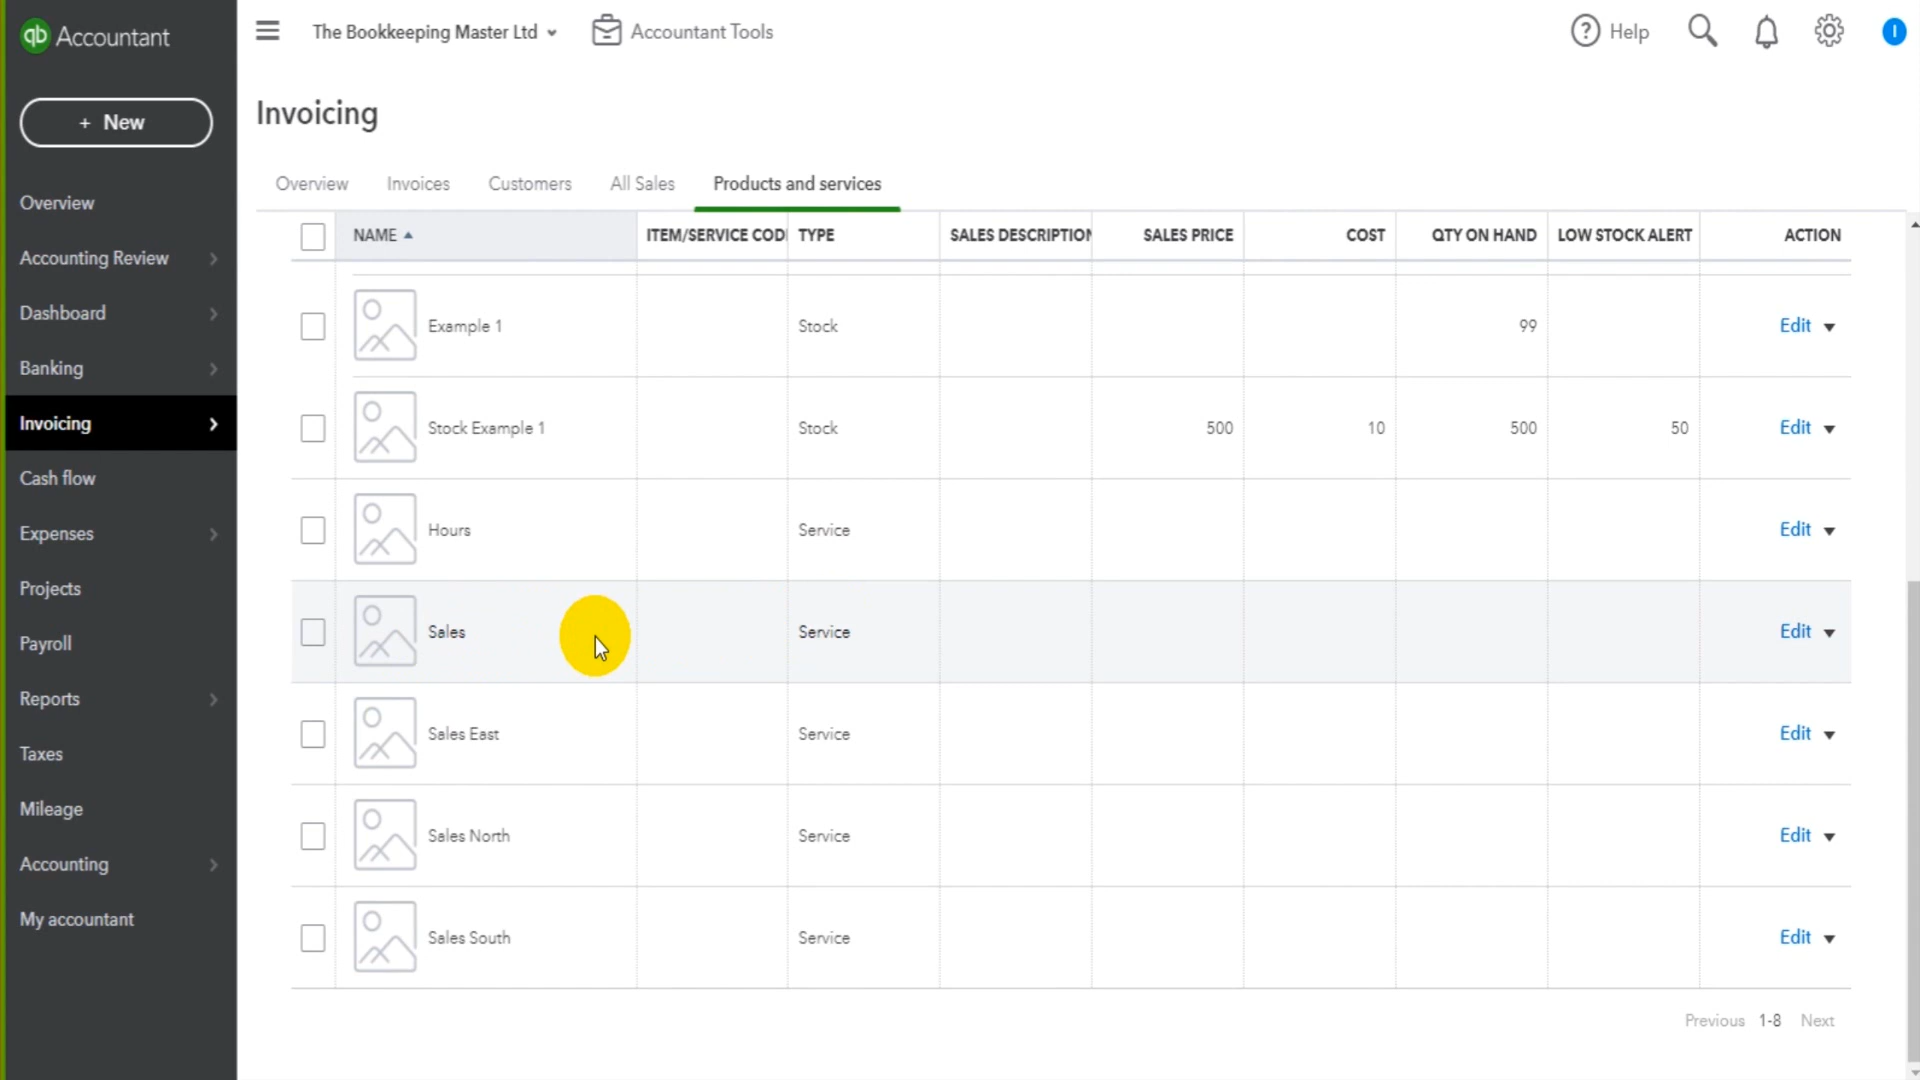 qb Accountant
The Bookkeeping Master Ltd
Accountant Tools
Help
I
+ New
Overview
Accounting Review
Dashboard
Banking
Invoicing
Cash flow
Expenses
Projects
Payroll
Reports
Taxes
Mileage
Accounting
My accountant
Invoicing
Overview Invoices Customers All Sales Products and services
NAME ITEM/SERVICE COD TYPE SALES DESCRIPTION SALES PRICE COST QTY ON HAND LOW STOCK ALERT ACTION
Example 1 Stock 99 Edit
Stock Example 1 Stock 500 10 500 50 Edit
Hours Service Edit
Sales Service Edit
Sales East Service Edit
Sales North Service Edit
Sales South Service Edit
Previous 1-8 Next